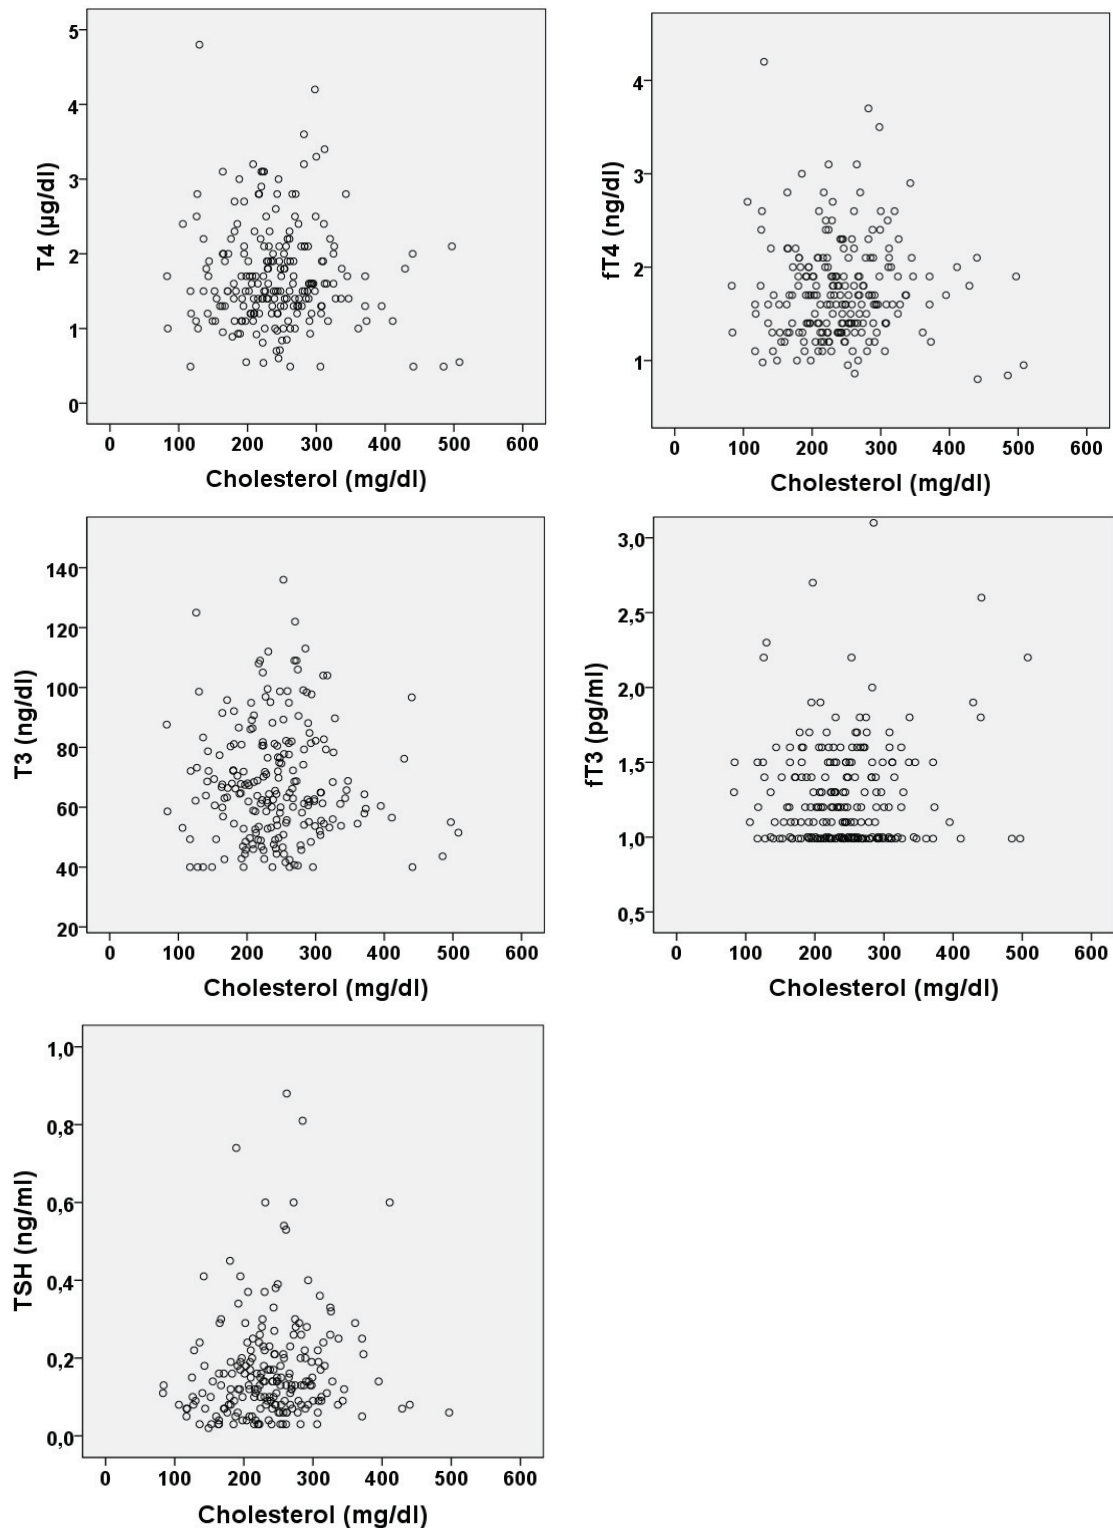 5
4
3
2
1
0
T4 (µg/dl)
0 100 200 300 400 500 600
Cholesterol (mg/dl)
4
3
2
1
fT4 (ng/dl)
0 100 200 300 400 500 600
Cholesterol (mg/dl)
140
120
100
80
60
40
20
T3 (ng/dl)
0 100 200 300 400 500 600
Cholesterol (mg/dl)
3,0
2,5
2,0
1,5
1,0
0,5
fT3 (pg/ml)
0 100 200 300 400 500 600
Cholesterol (mg/dl)
1,0
0,8
0,6
0,4
0,2
0,0
TSH (ng/ml)
0 100 200 300 400 500 600
Cholesterol (mg/dl)